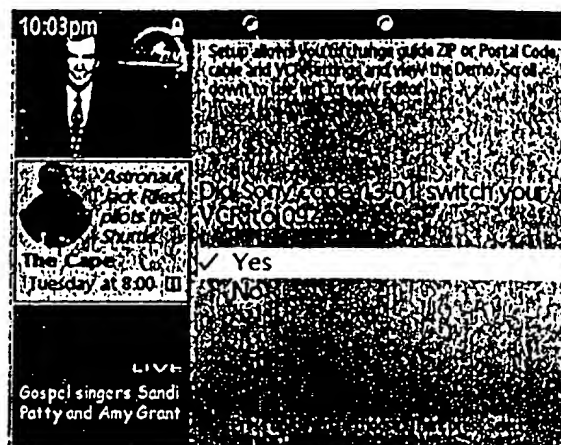 10:03pm
Setup allows you to change guide ZIP or Portal Code,
cable and VCR settings and view the Demo. Scroll
down to the left to view Editor
Astronaut
Jack Riles
pilots the
Shuttle
The Cape
Tuesday at 8:00
Did Sony code 13-01 switch your
VCR to 09?
✓ Yes
No
LIVE
Gospel singers Sandi
Patty and Amy Grant